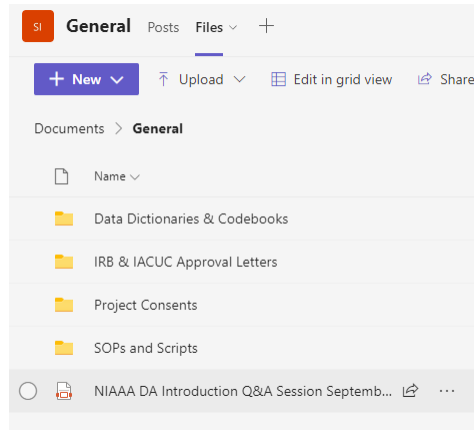 SI General Posts Files
New Upload Edit in grid view Share
Documents > General
Name
Data Dictionaries & Codebooks
IRB & IACUC Approval Letters
Project Consents
SOPs and Scripts
NIAAA DA Introduction Q&A Session Septemb... ...